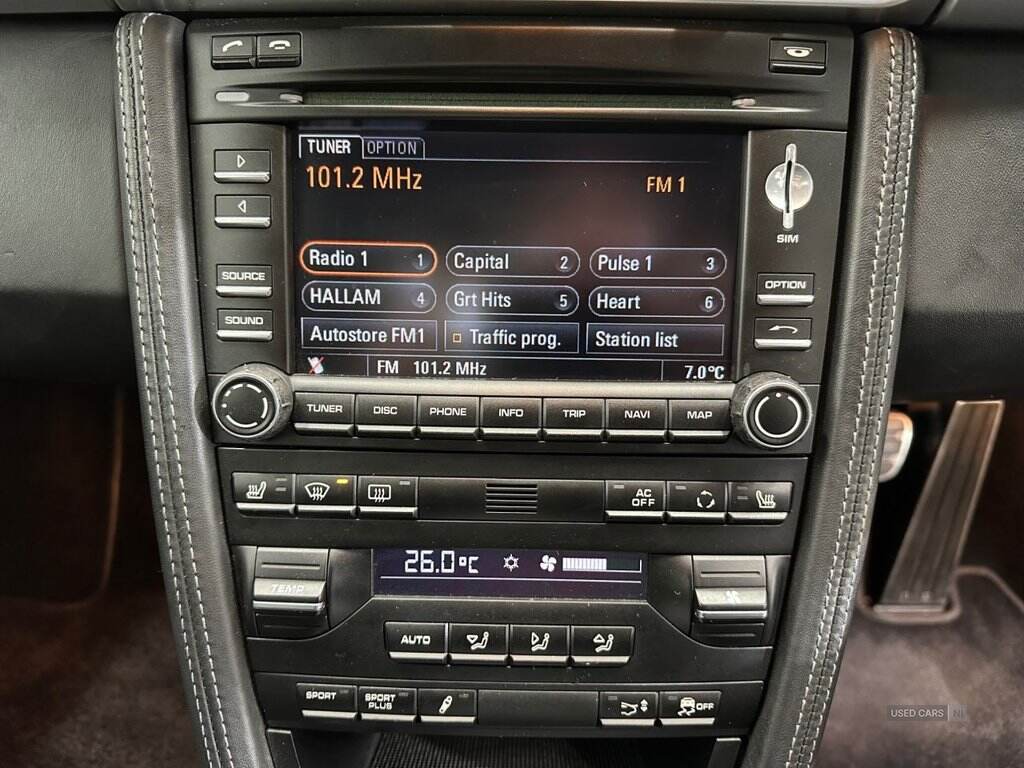 TUNER OPTION
101.2 MHz FM 1
Radio 1 1 Capital 2 Pulse 1 3
HALLAM 4 Grt Hits 5 Heart 6
Autostore FM1 Traffic prog. Station list
FM 101.2 MHz 7.0°C
SIM
SOURCE
OPTION
SOUND
TUNER DISC PHONE INFO TRIP NAVI MAP
AC OFF
26.0°C
TEMP
AUTO
SPORT SPORT PLUS OFF
USED CARS NI